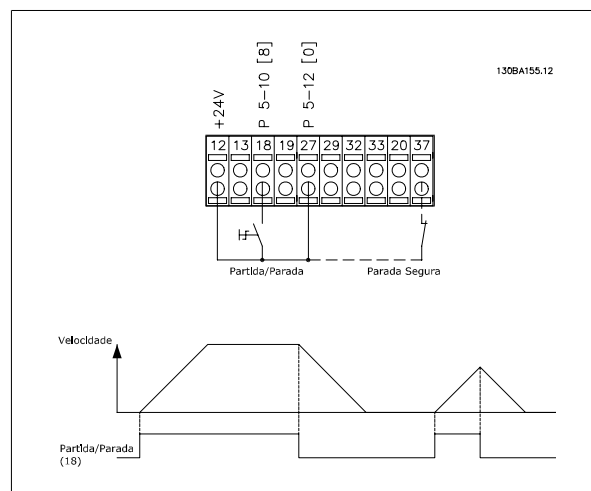 130BA155.12
+24V
P 5-10 [8]
P 5-12 [0]
12 13 18 19 27 29 32 33 20 37
Partida/Parada
Parada Segura
Velocidade
Partida/Parada
(18)